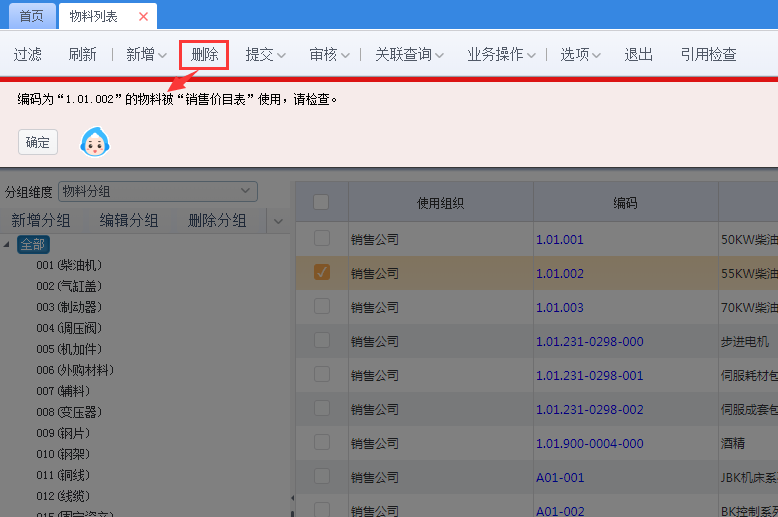 首页 物料列表
过滤 刷新 新增 删除 提交 审核 关联查询 业务操作 选项 退出 引用检查
编码为“1.01.002”的物料被“销售价目表”使用，请检查。
确定
分组维度 物料分组
新增分组 编辑分组 删除分组
全部
001(柴油机)
002(气缸盖)
003(制动器)
004(调压阀)
005(机加件)
006(外购材料)
007(辅料)
008(变压器)
009(钢片)
010(钢架)
011(铜线)
012(线缆)
015(固定资产)
使用组织 编码
销售公司 1.01.001 50KW柴油
销售公司 1.01.002 55KW柴油
销售公司 1.01.003 70KW柴油
销售公司 1.01.231-0298-000 步进电机
销售公司 1.01.231-0298-001 伺服耗材包
销售公司 1.01.231-0298-002 伺服成套包
销售公司 1.01.900-0004-000 酒精
销售公司 A01-001 JBK机床系
销售公司 A01-002 BK控制系列